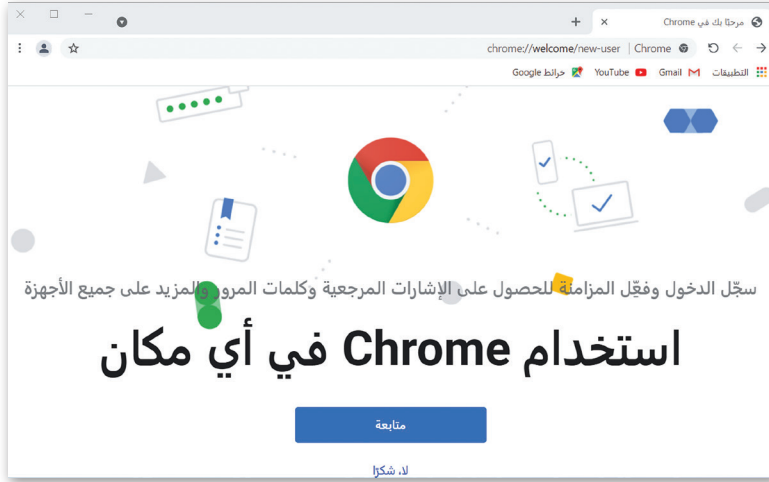 مرحبًا بك في Chrome
chrome://welcome/new-user | Chrome
التطبيقات Gmail YouTube خرائط Google
سجّل الدخول وفعّل المزامنة للحصول على الإشارات المرجعية وكلمات المرور والمزيد على جميع الأجهزة
استخدام Chrome في أي مكان
متابعة
لا، شكرًا